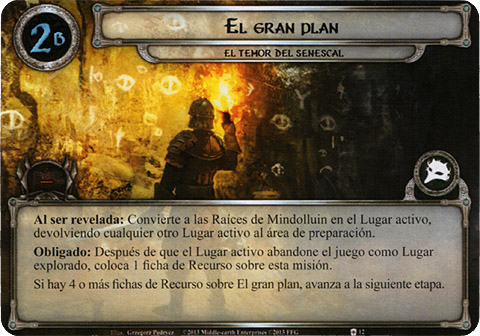 2B
El gran plan
El temor del Senescal
Al ser revelada: Convierte a las Raíces de Mindolluin en el Lugar activo,
devolviendo cualquier otro Lugar activo al área de preparación.
Obligado: Después de que el Lugar activo abandone el juego como Lugar
explorado, coloca 1 ficha de Recurso sobre esta misión.
Si hay 4 o más fichas de Recurso sobre El gran plan, avanza a la siguiente etapa.
Illus. Grzegorz Pedrycz ©2013 Middle-earth Enterprises ©2013 FFG 12